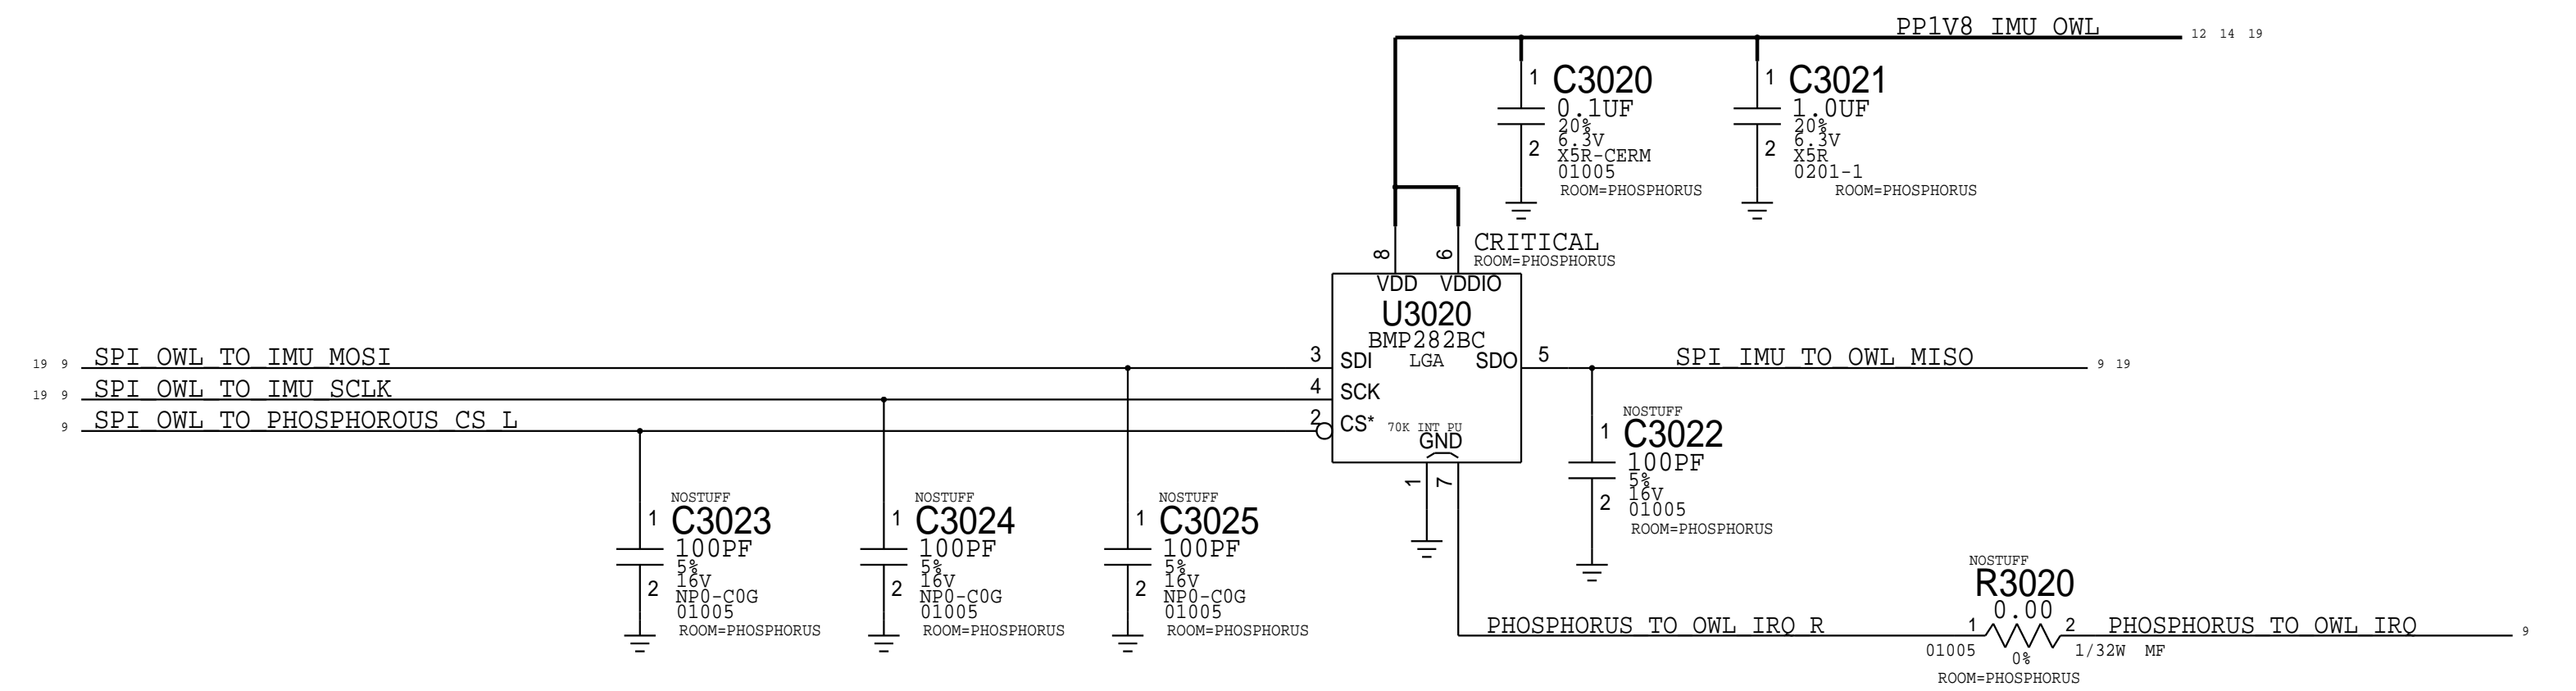 PP1V8 IMU OWL
12 14 19
1
C3020
0.1UF
20%
6.3V
2
X5R-CERM
01005
ROOM=PHOSPHORUS
1
C3021
1.0UF
20%
6.3V
2
X5R
0201-1
ROOM=PHOSPHORUS
8
6
CRITICAL
ROOM=PHOSPHORUS
VDD
VDDIO
U3020
BMP282BC
LGA
19 9
SPI_OWL_TO_IMU_MOSI
3
SDI
SDO
5
SPI_IMU_TO_OWL_MISO
9 19
19 9
SPI_OWL_TO_IMU_SCLK
4
SCK
9
SPI_OWL_TO_PHOSPHOROUS_CS_L
2
CS*
70K INT PU
GND
1
7
NOSTUFF
1
C3022
100PF
5%
16V
2
01005
ROOM=PHOSPHORUS
NOSTUFF
1
C3023
100PF
5%
16V
2
NP0-C0G
01005
ROOM=PHOSPHORUS
NOSTUFF
1
C3024
100PF
5%
16V
2
NP0-C0G
01005
ROOM=PHOSPHORUS
NOSTUFF
1
C3025
100PF
5%
16V
2
NP0-C0G
01005
ROOM=PHOSPHORUS
NOSTUFF
R3020
0.00
PHOSPHORUS_TO_OWL_IRQ_R
1
2
PHOSPHORUS_TO_OWL_IRQ
9
01005
0%
1/32W
MF
ROOM=PHOSPHORUS